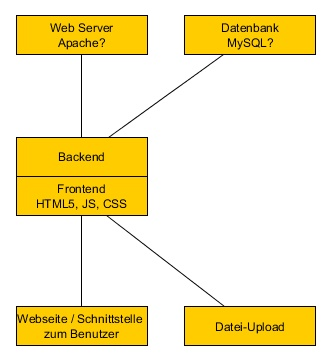 Web Server
Apache?
Datenbank
MySQL?
Backend
Frontend
HTML5, JS, CSS
Webseite / Schnittstelle
zum Benutzer
Datei-Upload